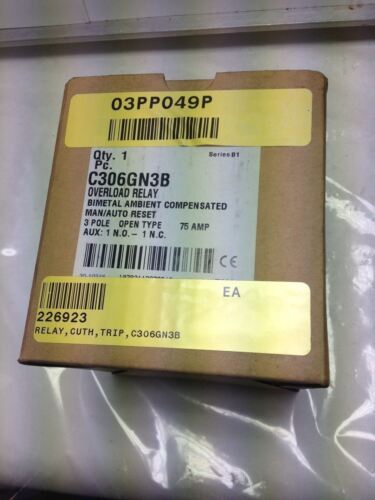 03PP049P
Qty. 1
Pc.
Series B1
C306GN3B
OVERLOAD RELAY
BIMETAL AMBIENT COMPENSATED
MAN/AUTO RESET
3 POLE OPEN TYPE 75 AMP
AUX: 1 N.O. - 1 N.C.
CE
EA
226923
RELAY,CUTH,TRIP,C306GN3B